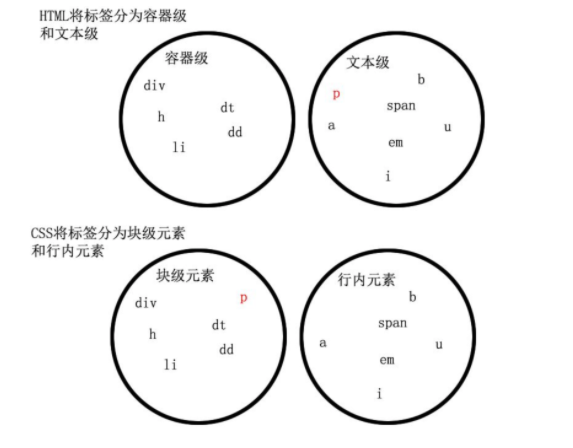 HTML将标签分为容器级
和文本级
容器级
div
h
dt
dd
li
文本级
b
p
span
a
u
em
i
CSS将标签分为块级元素
和行内元素
块级元素
div
p
h
dt
dd
li
行内元素
b
span
a
u
em
i